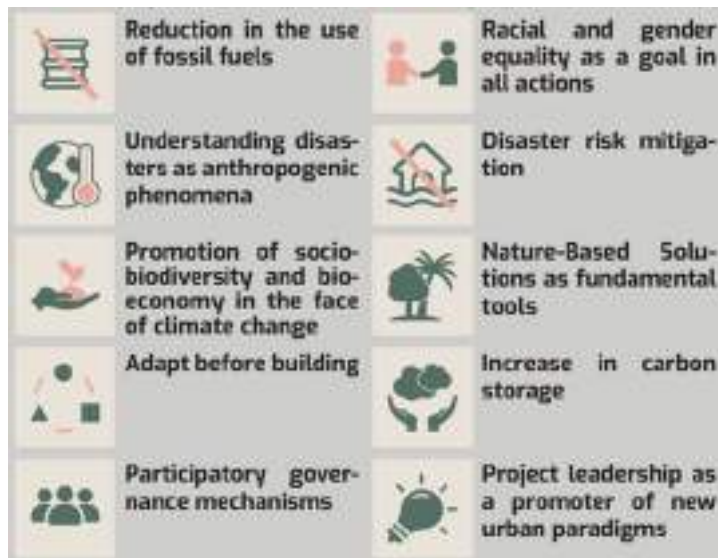 Reduction in the use
of fossil fuels
Racial and gender
equality as a goal in
all actions
Understanding disas-
ters as anthropogenic
phenomena
Disaster risk mitiga-
tion
Promotion of socio-
biodiversity and bio-
economy in the face
of climate change
Nature-Based Solu-
tions as fundamental
tools
Adapt before building
Increase in carbon
storage
Participatory gover-
nance mechanisms
Project leadership as
a promoter of new
urban paradigms